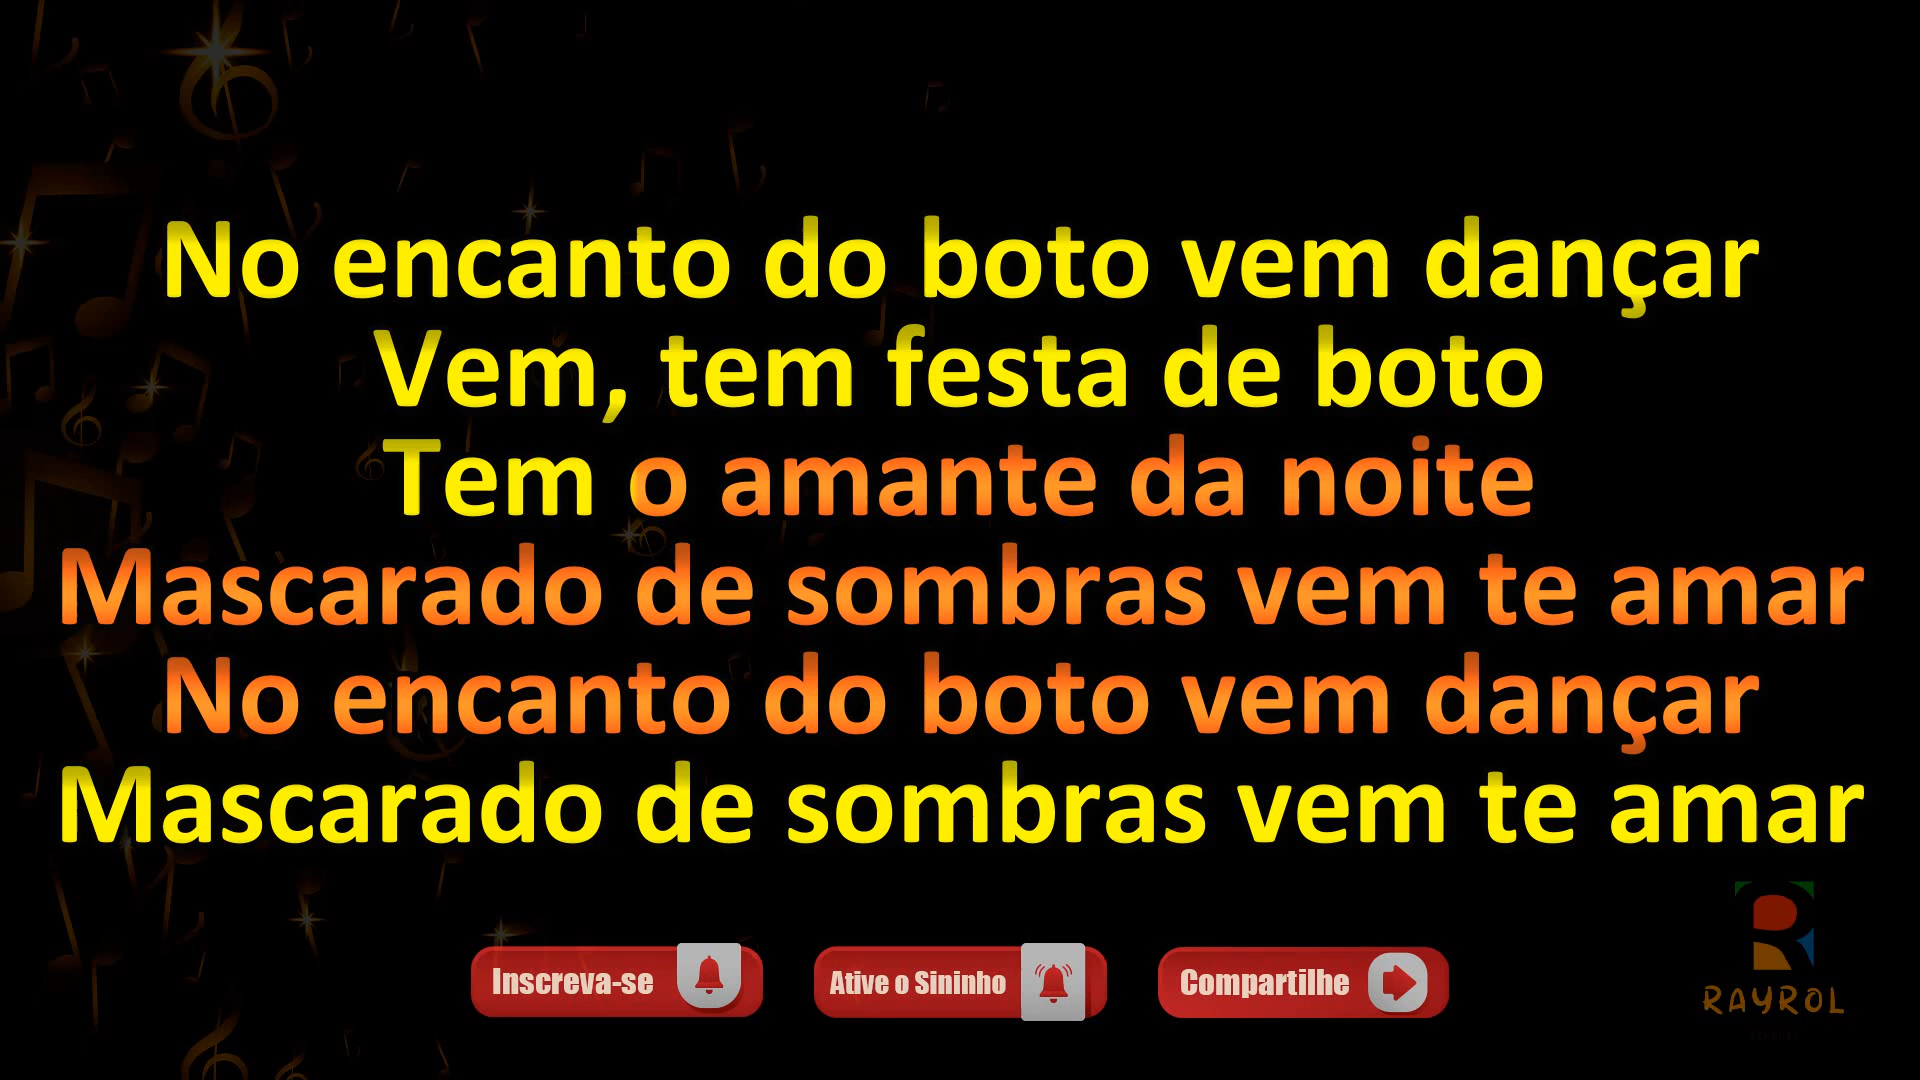 No encanto do boto vem dançar
Vem, tem festa de boto
Tem o amante da noite
Mascarado de sombras vem te amar
No encanto do boto vem dançar
Mascarado de sombras vem te amar
Inscreva-se
Ative o Sininho
Compartilhe
RAYROL